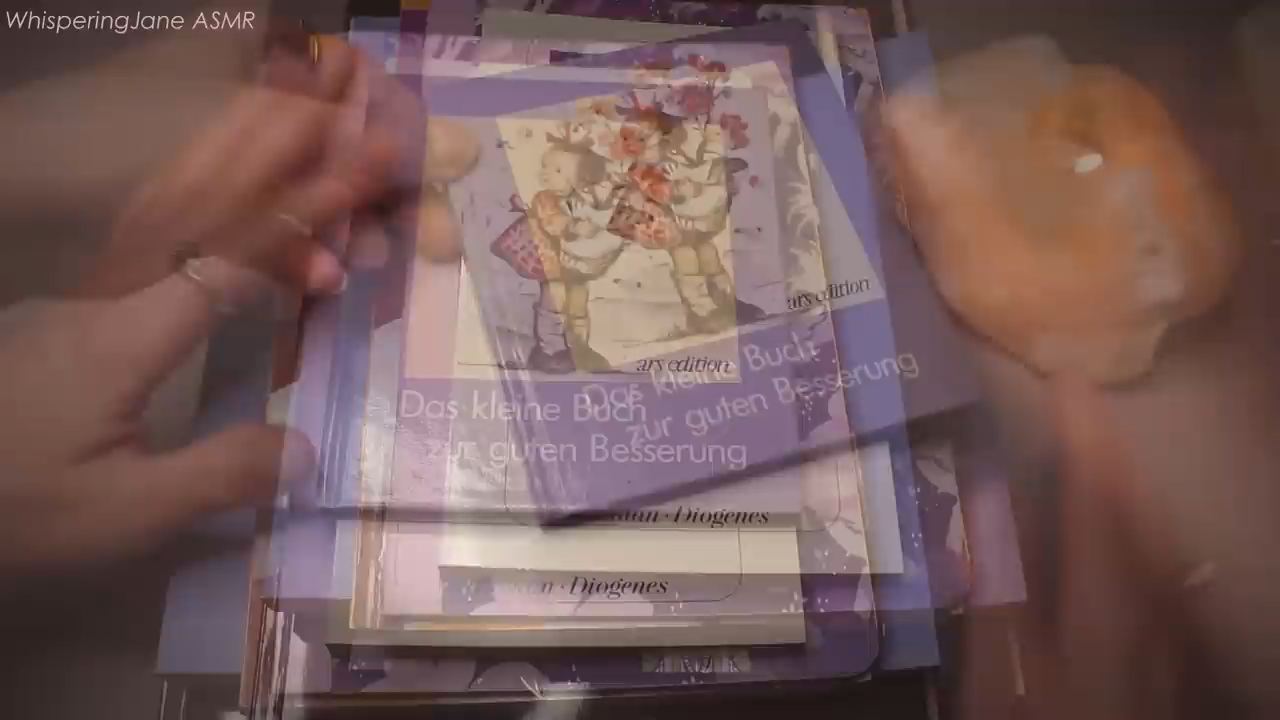 WhisperingJane ASMR
ars edition
ars edition
Das kleine Buch
zur guten Besserung
Das kleine Buch
zur guten Besserung
· Diogenes
· Diogenes